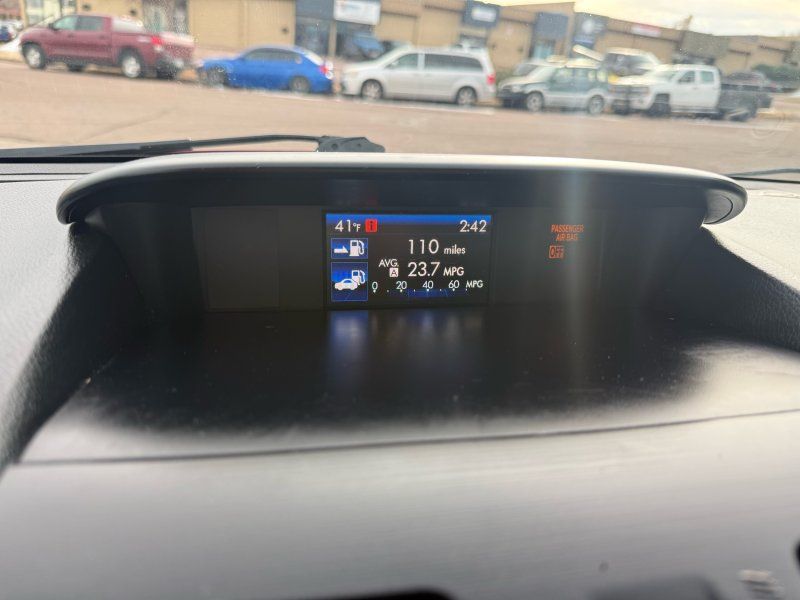 41°F 2:42
110 miles
AVG. A 23.7 MPG
0 20 40 60 MPG
PASSENGER
AIR BAG
OFF